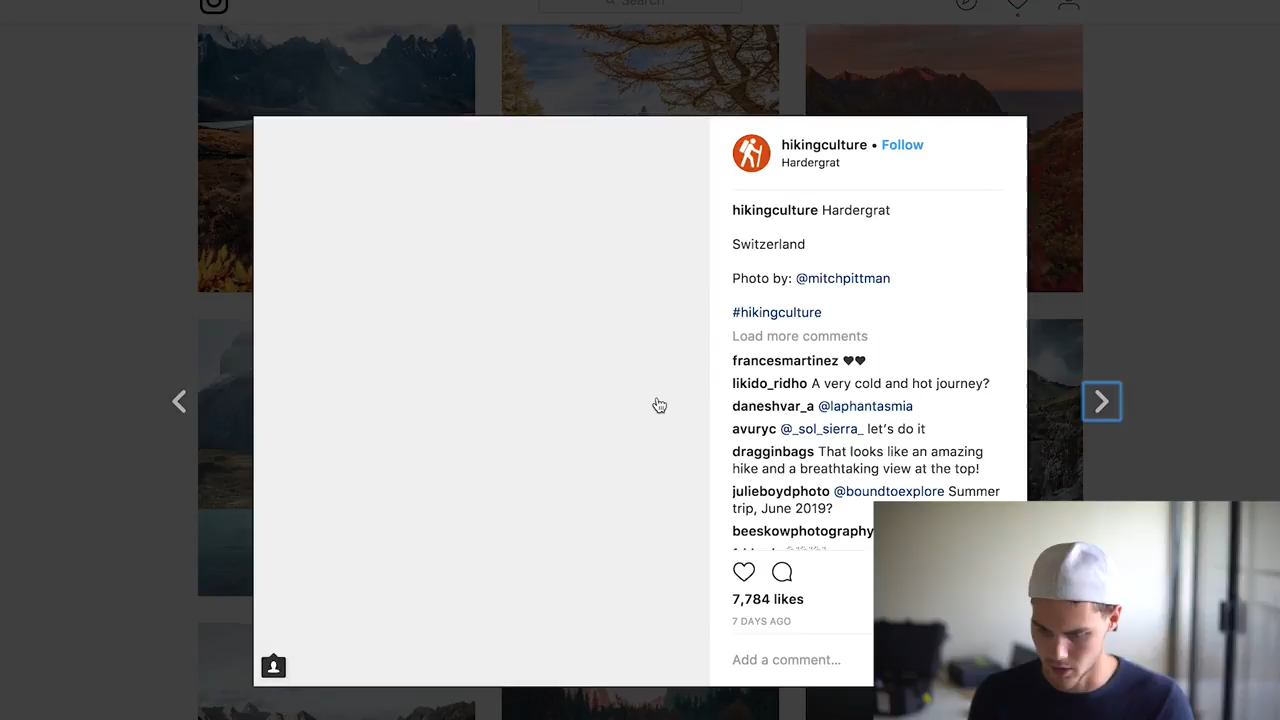 Search
hikingculture • Follow
Hardergrat
hikingculture Hardergrat
Switzerland
Photo by: @mitchpittman
#hikingculture
Load more comments
francesmartinez 🖤🖤
likido_ridho A very cold and hot journey?
daneshvar_a @laphantasmia
avuryc @_sol_sierra_ let's do it
dragginbags That looks like an amazing
hike and a breathtaking view at the top!
julieboydphoto @boundtoexplore Summer
trip, June 2019?
beeskowphotography
7,784 likes
7 DAYS AGO
Add a comment…